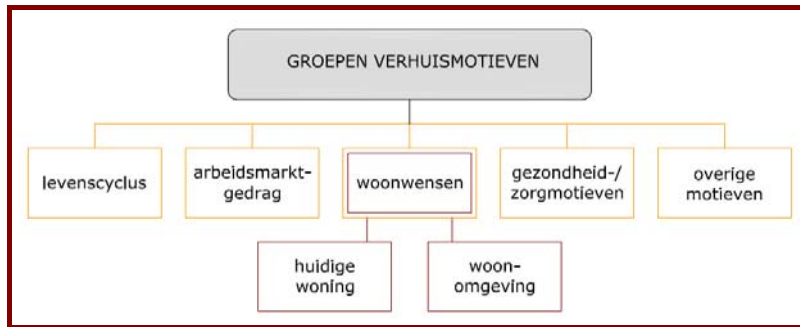 GROEPEN VERHUISMOTIEVEN
levenscyclus
arbeidsmarkt-
gedrag
woonwensen
gezondheid-/
zorgmotieven
overige
motieven
huidige
woning
woon-
omgeving